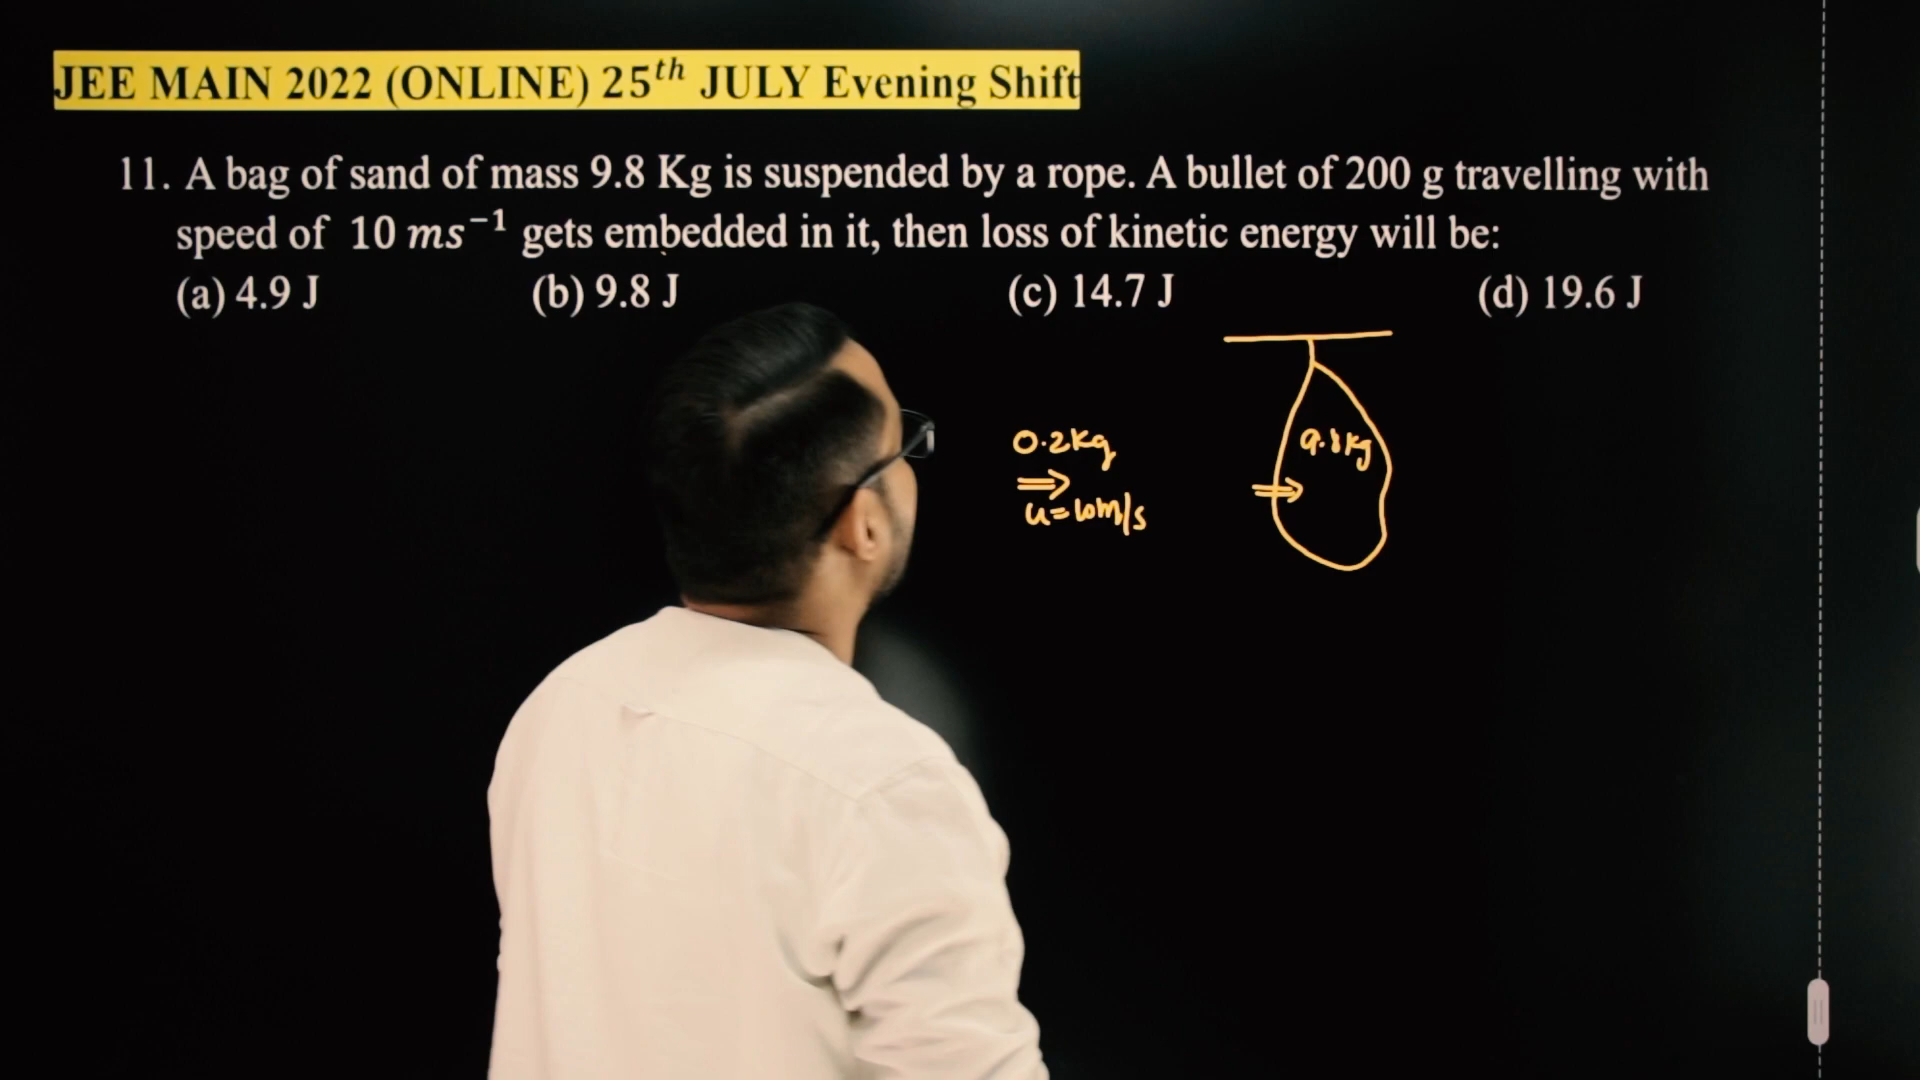 JEE MAIN 2022 (ONLINE) 25th JULY Evening Shift
11. A bag of sand of mass 9.8 Kg is suspended by a rope. A bullet of 200 g travelling with
speed of 10 ms⁻¹ gets embedded in it, then loss of kinetic energy will be:
(a) 4.9 J (b) 9.8 J (c) 14.7 J (d) 19.6 J
0.2kg
9.8kg
u=10m/s